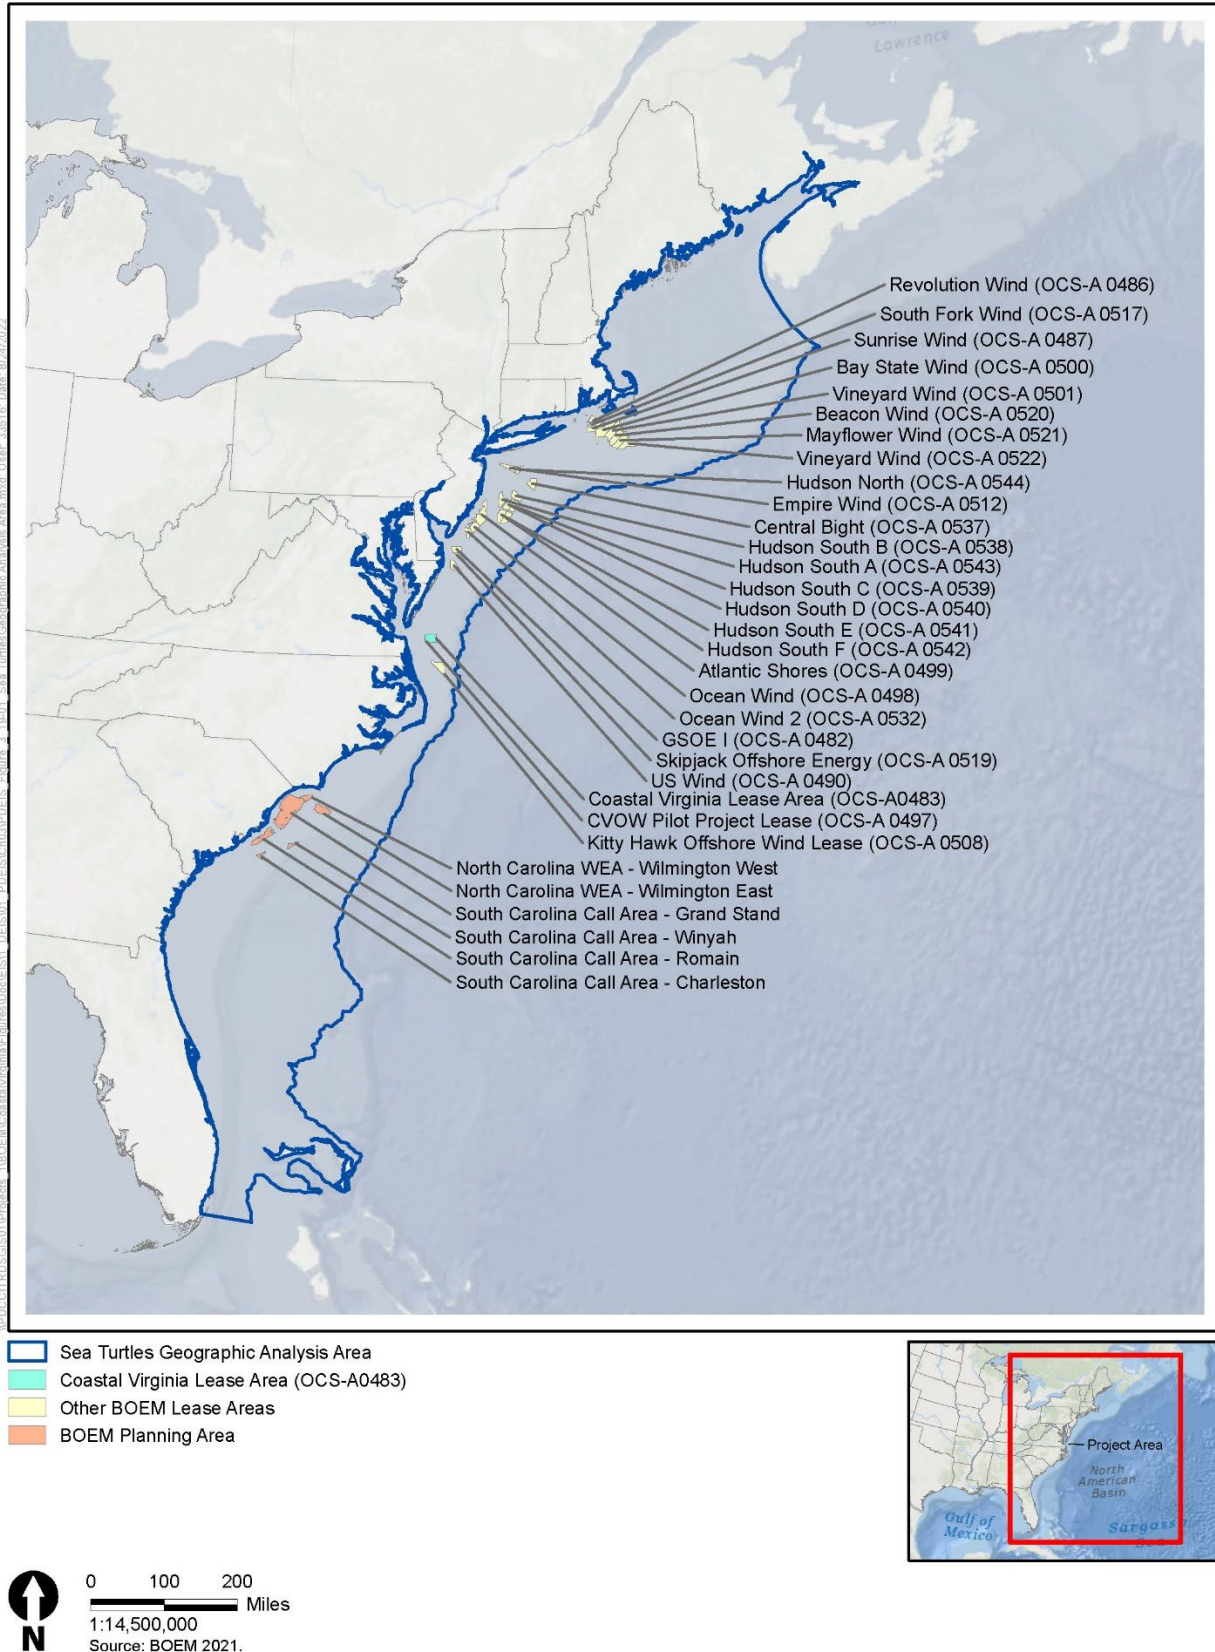 Lawrence
Revolution Wind (OCS-A 0486)
South Fork Wind (OCS-A 0517)
Sunrise Wind (OCS-A 0487)
Bay State Wind (OCS-A 0500)
Vineyard Wind (OCS-A 0501)
Beacon Wind (OCS-A 0520)
Mayflower Wind (OCS-A 0521)
Vineyard Wind (OCS-A 0522)
Hudson North (OCS-A 0544)
Empire Wind (OCS-A 0512)
Central Bight (OCS-A 0537)
Hudson South B (OCS-A 0538)
Hudson South A (OCS-A 0543)
Hudson South C (OCS-A 0539)
Hudson South D (OCS-A 0540)
Hudson South E (OCS-A 0541)
Hudson South F (OCS-A 0542)
Atlantic Shores (OCS-A 0499)
Ocean Wind (OCS-A 0498)
Ocean Wind 2 (OCS-A 0532)
GSOE I (OCS-A 0482)
Skipjack Offshore Energy (OCS-A 0519)
US Wind (OCS-A 0490)
Coastal Virginia Lease Area (OCS-A0483)
CVOW Pilot Project Lease (OCS-A 0497)
Kitty Hawk Offshore Wind Lease (OCS-A 0508)
North Carolina WEA - Wilmington West
North Carolina WEA - Wilmington East
South Carolina Call Area - Grand Stand
South Carolina Call Area - Winyah
South Carolina Call Area - Romain
South Carolina Call Area - Charleston
Sea Turtles Geographic Analysis Area
Coastal Virginia Lease Area (OCS-A0483)
Other BOEM Lease Areas
BOEM Planning Area
Project Area
North
American
Basin
Gulf of
Mexico
0 100 200
Miles
1:14,500,000
Source: BOEM 2021.
N